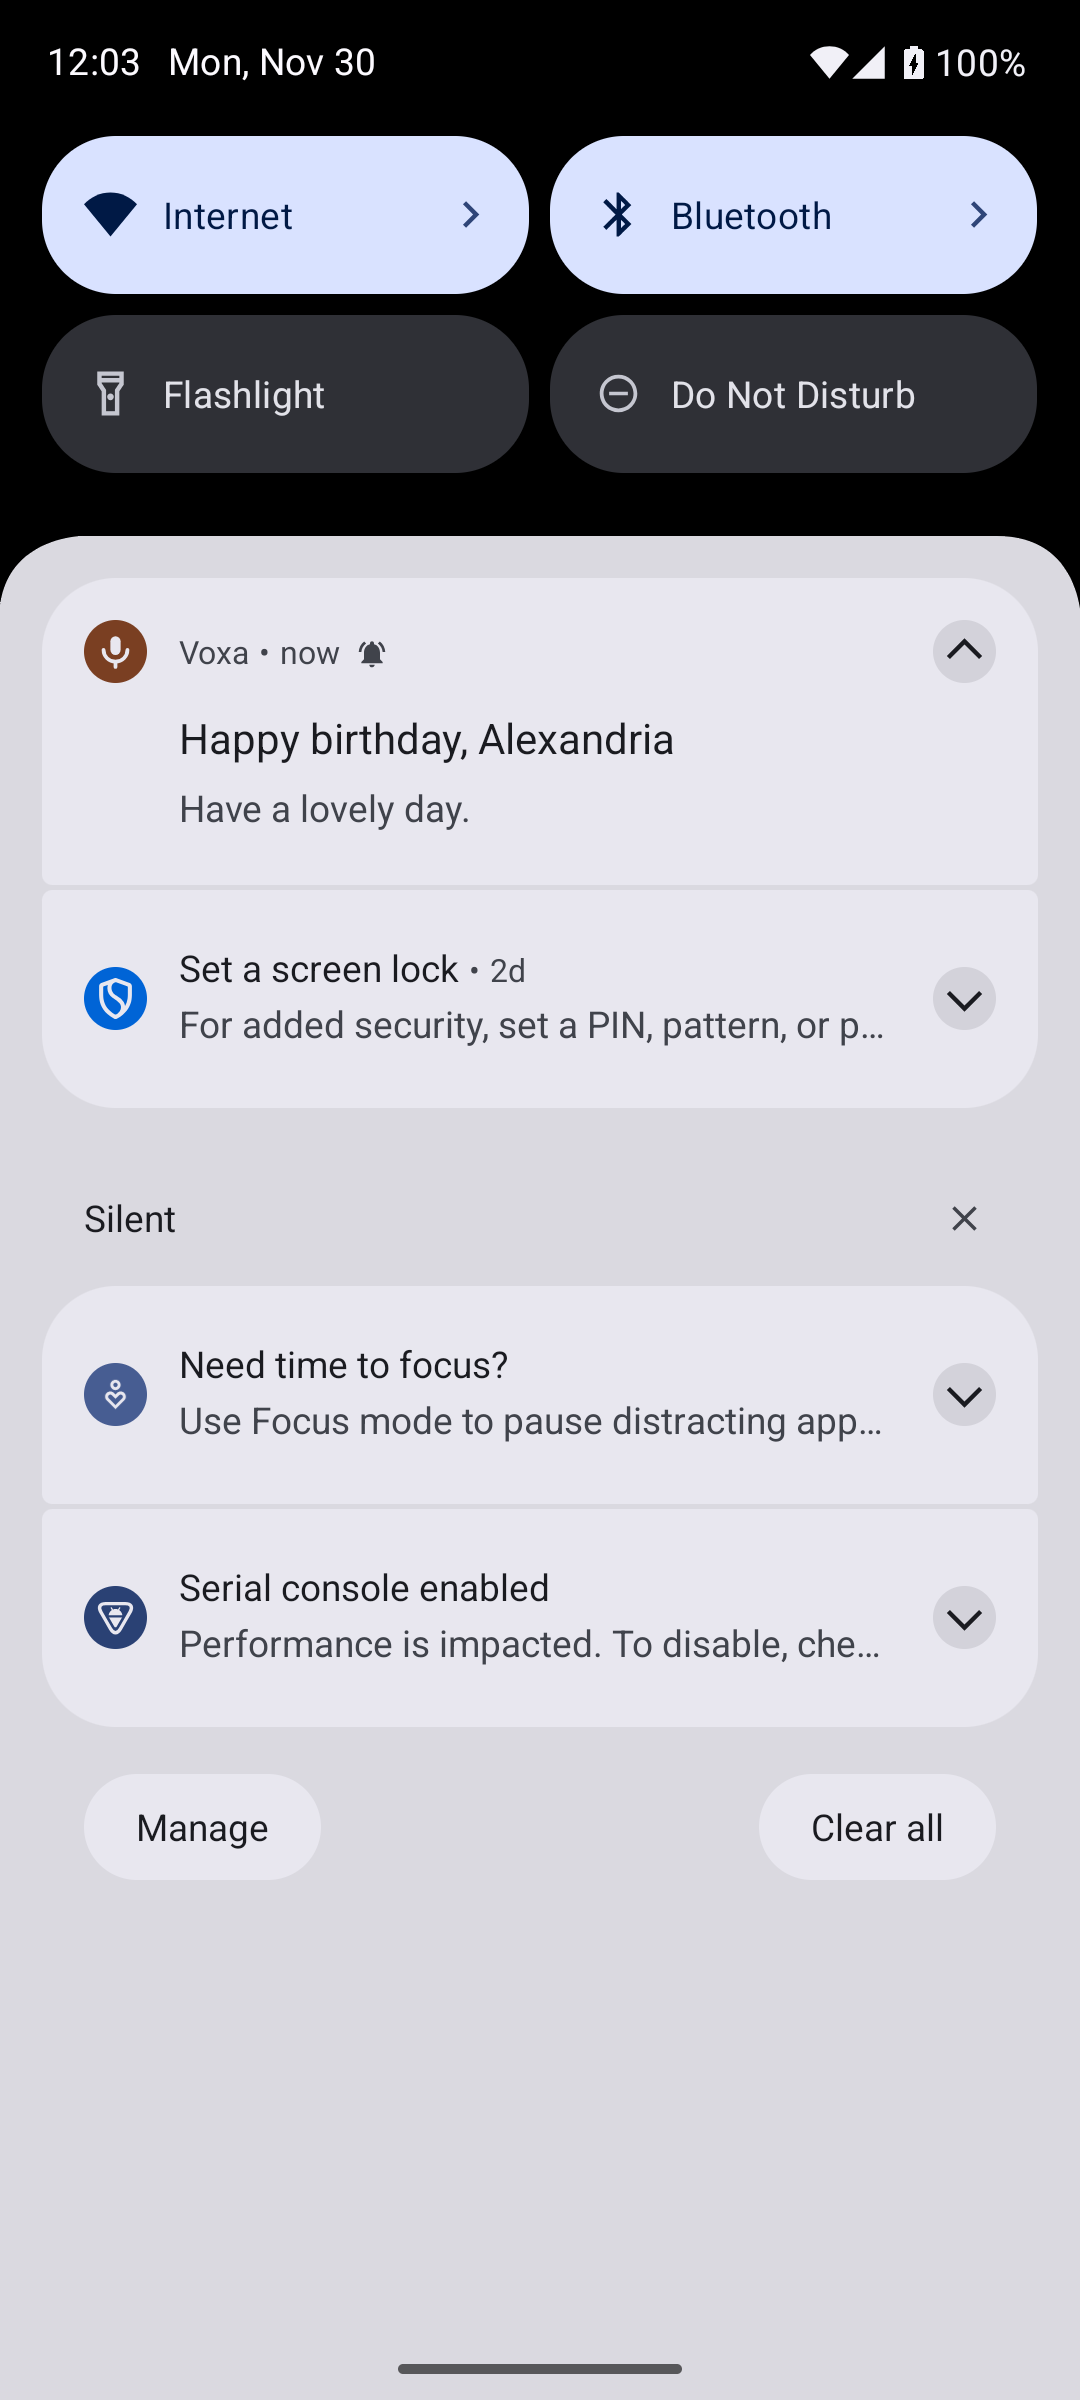 12:03 Mon, Nov 30 100%
Internet
Bluetooth
Flashlight
Do Not Disturb
Voxa • now
Happy birthday, Alexandria
Have a lovely day.
Set a screen lock • 2d
For added security, set a PIN, pattern, or p…
Silent
Need time to focus?
Use Focus mode to pause distracting app…
Serial console enabled
Performance is impacted. To disable, che…
Manage
Clear all